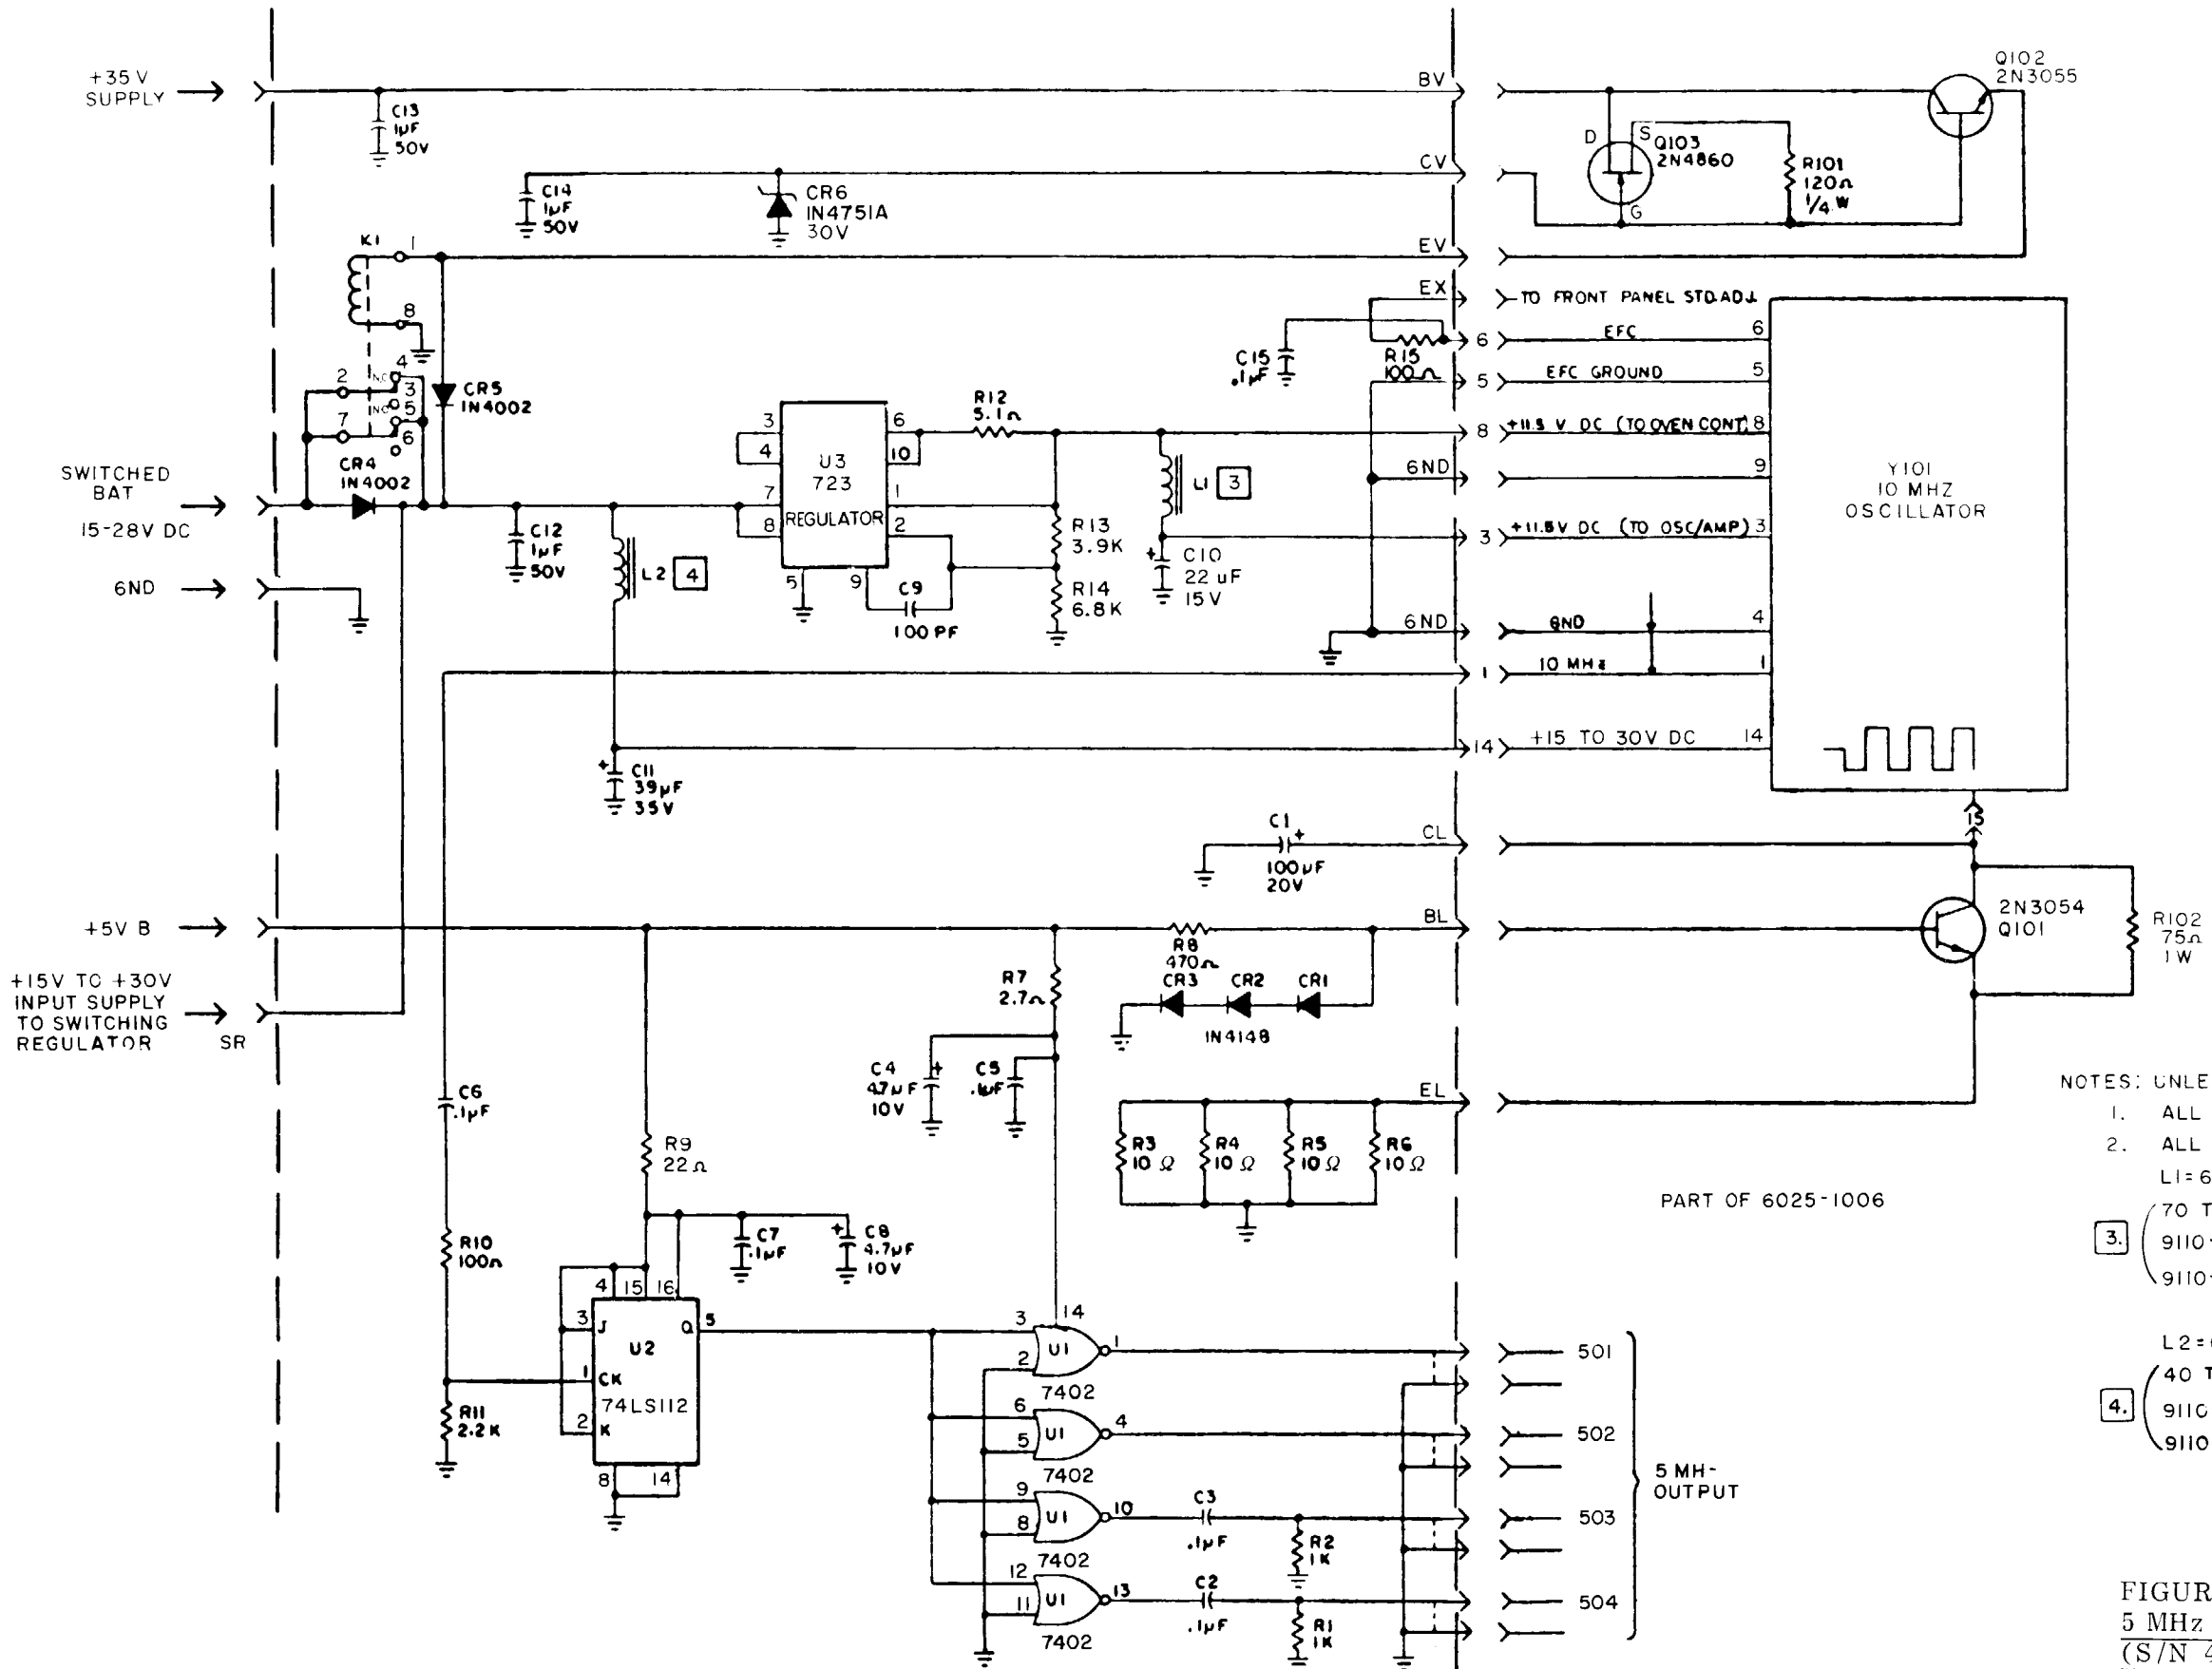 +35 V
SUPPLY
C13
1µF
50V
BV
Q102
2N3055
D
S
Q103
2N4860
G
R101
120Ω
1/4 W
CV
C14
1µF
50V
CR6
IN4751A
30V
K1
1
8
EV
EX
TO FRONT PANEL STD.ADJ.
2
N.C
4
3
N.O
5
7
6
CR5
IN4002
CR4
IN4002
SWITCHED
BAT
15-28V DC
GND
C12
1µF
50V
L2
4
3
4
7
8
U3
723
REGULATOR
6
10
1
2
5
9
C9
100 PF
R12
5.1Ω
R13
3.9K
R14
6.8K
L1
3
C10
22 uF
15V
+
C15
.1µF
R15
100Ω
6
EFC
6
5
EFC GROUND
5
8
+11.5 V DC (TO OVEN CONT)
8
GND
9
3
+11.5V DC (TO OSC/AMP)
3
GND
GND
4
1
10 MHz
1
14
+15 TO 30V DC
14
Y101
10 MHZ
OSCILLATOR
15
+
C11
39µF
35V
C1
+
100µF
20V
CL
+5V B
R8
470Ω
BL
2N3054
Q101
R102
75Ω
1W
+15V TO +30V
INPUT SUPPLY
TO SWITCHING
REGULATOR
SR
R7
2.7Ω
CR3
CR2
CR1
IN4148
C4
47µF
10V
+
C5
.1µF
EL
R3
10 Ω
R4
10 Ω
R5
10 Ω
R6
10 Ω
C6
.1µF
R9
22Ω
R10
100Ω
R11
2.2K
C7
.1µF
+
C8
4.7µF
10V
4
15
16
3
J
Q
5
U2
1
CK
74LS112
2
K
8
14
3
14
2
U1
1
7402
6
5
U1
4
7402
9
8
U1
10
7402
12
11
U1
13
7402
C3
.1µF
R2
1K
C2
.1µF
R1
1K
501
502
503
504
5 MH-
OUTPUT
PART OF 6025-1006
NOTES: UNLE
1. ALL
2. ALL
L1=6
3.
70 T
9110-
9110-
L2=
4.
40 T
9110
9110
FIGUR
5 MHz
(S/N 4